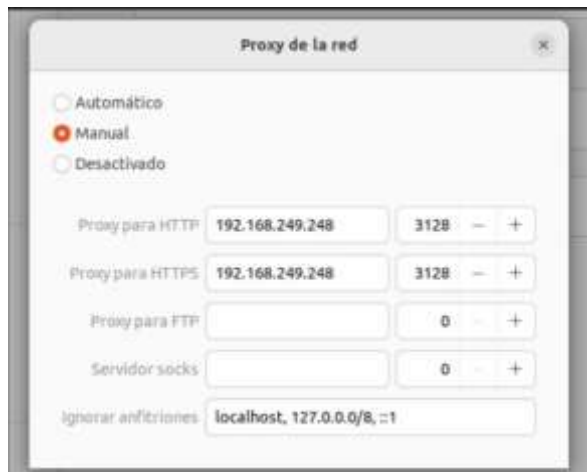 Proxy de la red ×
Automático
Manual
Desactivado
Proxy para HTTP 192.168.249.248 3128 − +
Proxy para HTTPS 192.168.249.248 3128 − +
Proxy para FTP 0 − +
Servidor socks 0 − +
Ignorar anfitriones localhost, 127.0.0.0/8, ::1